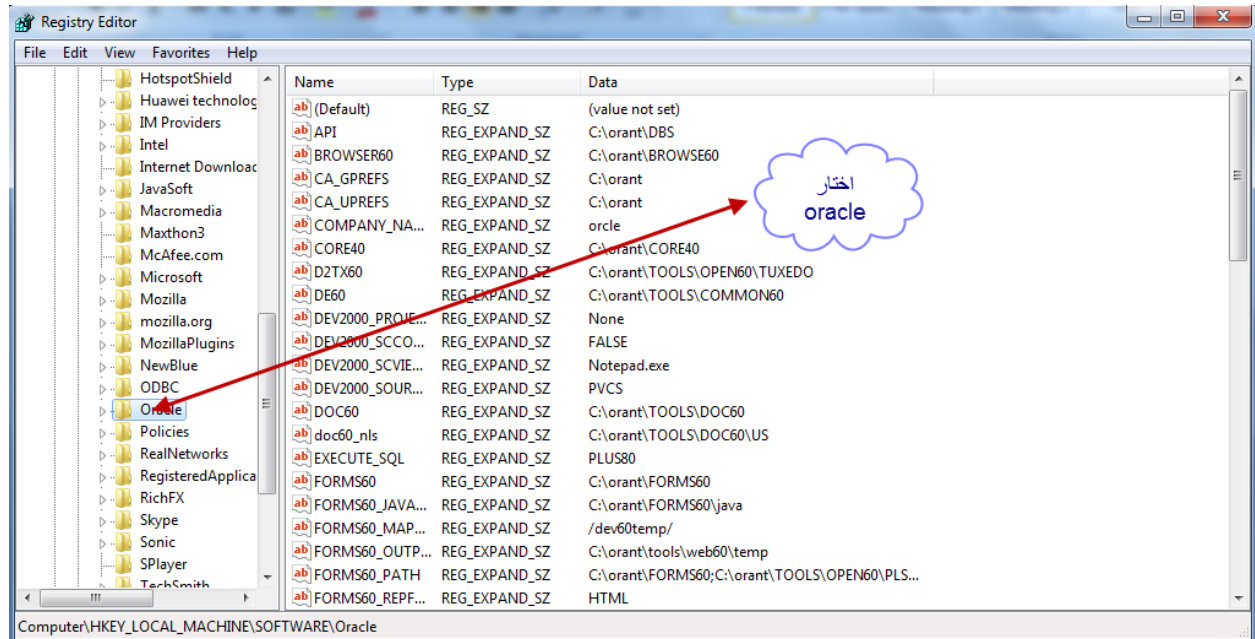 Registry Editor
File Edit View Favorites Help
HotspotShield
Huawei technolog
IM Providers
Intel
Internet Downloac
JavaSoft
Macromedia
Maxthon3
McAfee.com
Microsoft
Mozilla
mozilla.org
MozillaPlugins
NewBlue
ODBC
Oracle
Policies
RealNetworks
RegisteredApplica
RichFX
Skype
Sonic
SPlayer
TechSmith
Name Type Data
(Default) REG_SZ (value not set)
API REG_EXPAND_SZ C:\orant\DBS
BROWSER60 REG_EXPAND_SZ C:\orant\BROWSE60
CA_GPREFS REG_EXPAND_SZ C:\orant
CA_UPREFS REG_EXPAND_SZ C:\orant
COMPANY_NA... REG_EXPAND_SZ orcle
CORE40 REG_EXPAND_SZ C:\orant\CORE40
D2TX60 REG_EXPAND_SZ C:\orant\TOOLS\OPEN60\TUXEDO
DE60 REG_EXPAND_SZ C:\orant\TOOLS\COMMON60
DEV2000_PROJE... REG_EXPAND_SZ None
DEV2000_SCCO... REG_EXPAND_SZ FALSE
DEV2000_SCVIE... REG_EXPAND_SZ Notepad.exe
DEV2000_SOUR... REG_EXPAND_SZ PVCS
DOC60 REG_EXPAND_SZ C:\orant\TOOLS\DOC60
doc60_nls REG_EXPAND_SZ C:\orant\TOOLS\DOC60\US
EXECUTE_SQL REG_EXPAND_SZ PLUS80
FORMS60 REG_EXPAND_SZ C:\orant\FORMS60
FORMS60_JAVA... REG_EXPAND_SZ C:\orant\FORMS60\java
FORMS60_MAP... REG_EXPAND_SZ /dev60temp/
FORMS60_OUTP... REG_EXPAND_SZ C:\orant\tools\web60\temp
FORMS60_PATH REG_EXPAND_SZ C:\orant\FORMS60;C:\orant\TOOLS\OPEN60\PLS...
FORMS60_REPF... REG_EXPAND_SZ HTML
اختار
oracle
Computer\HKEY_LOCAL_MACHINE\SOFTWARE\Oracle